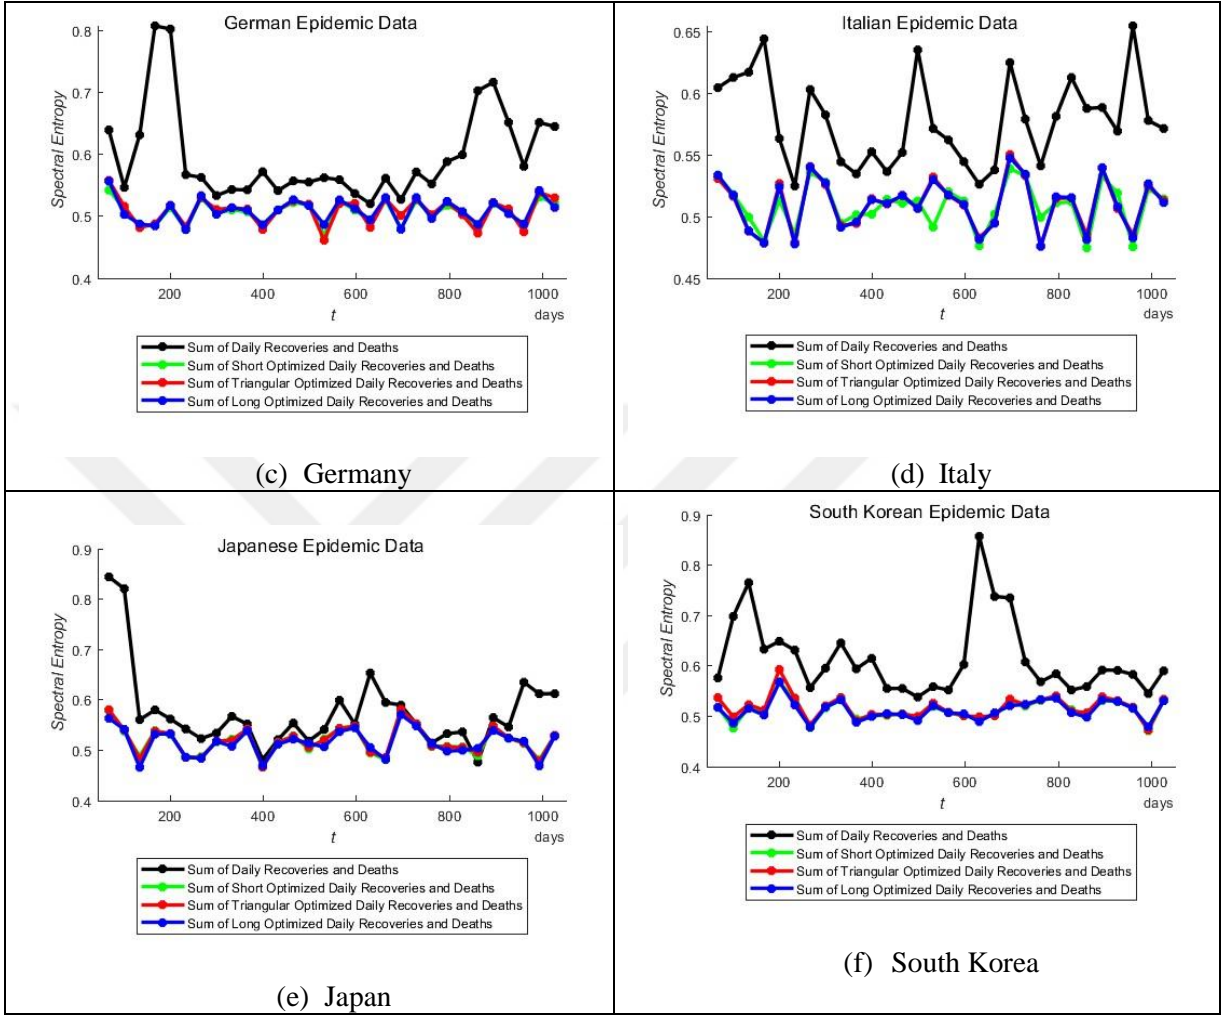 German Epidemic Data
0.8
0.7
0.6
0.5
0.4
Spectral Entropy
200
400
600
800
1000
t
days
Sum of Daily Recoveries and Deaths
Sum of Short Optimized Daily Recoveries and Deaths
Sum of Triangular Optimized Daily Recoveries and Deaths
Sum of Long Optimized Daily Recoveries and Deaths
(c) Germany
Italian Epidemic Data
0.65
0.6
0.55
0.5
0.45
Spectral Entropy
200
400
600
800
1000
t
days
Sum of Daily Recoveries and Deaths
Sum of Short Optimized Daily Recoveries and Deaths
Sum of Triangular Optimized Daily Recoveries and Deaths
Sum of Long Optimized Daily Recoveries and Deaths
(d) Italy
Japanese Epidemic Data
0.9
0.8
0.7
0.6
0.5
0.4
Spectral Entropy
200
400
600
800
1000
t
days
Sum of Daily Recoveries and Deaths
Sum of Short Optimized Daily Recoveries and Deaths
Sum of Triangular Optimized Daily Recoveries and Deaths
Sum of Long Optimized Daily Recoveries and Deaths
(e) Japan
South Korean Epidemic Data
0.9
0.8
0.7
0.6
0.5
0.4
Spectral Entropy
200
400
600
800
1000
t
days
Sum of Daily Recoveries and Deaths
Sum of Short Optimized Daily Recoveries and Deaths
Sum of Triangular Optimized Daily Recoveries and Deaths
Sum of Long Optimized Daily Recoveries and Deaths
(f) South Korea